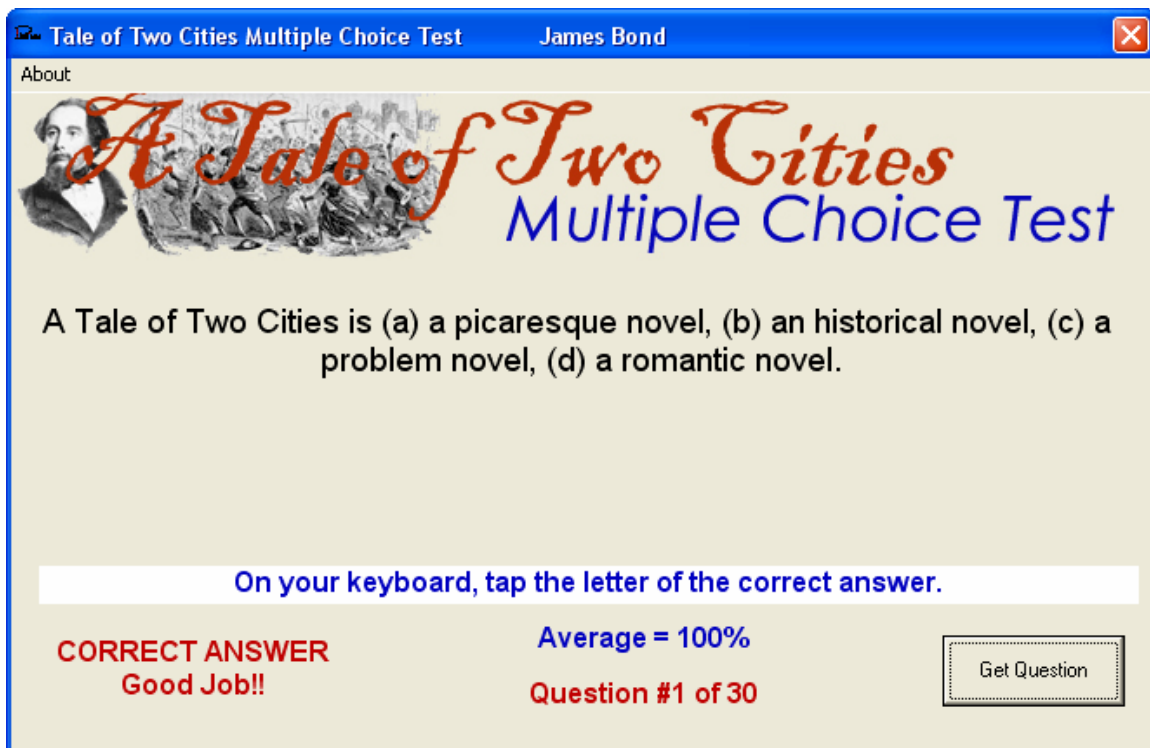 Tale of Two Cities Multiple Choice Test James Bond
About
A Tale of Two Cities
Multiple Choice Test
A Tale of Two Cities is (a) a picaresque novel, (b) an historical novel, (c) a
problem novel, (d) a romantic novel.
On your keyboard, tap the letter of the correct answer.
CORRECT ANSWER
Good Job!!
Average = 100%
Question #1 of 30
Get Question